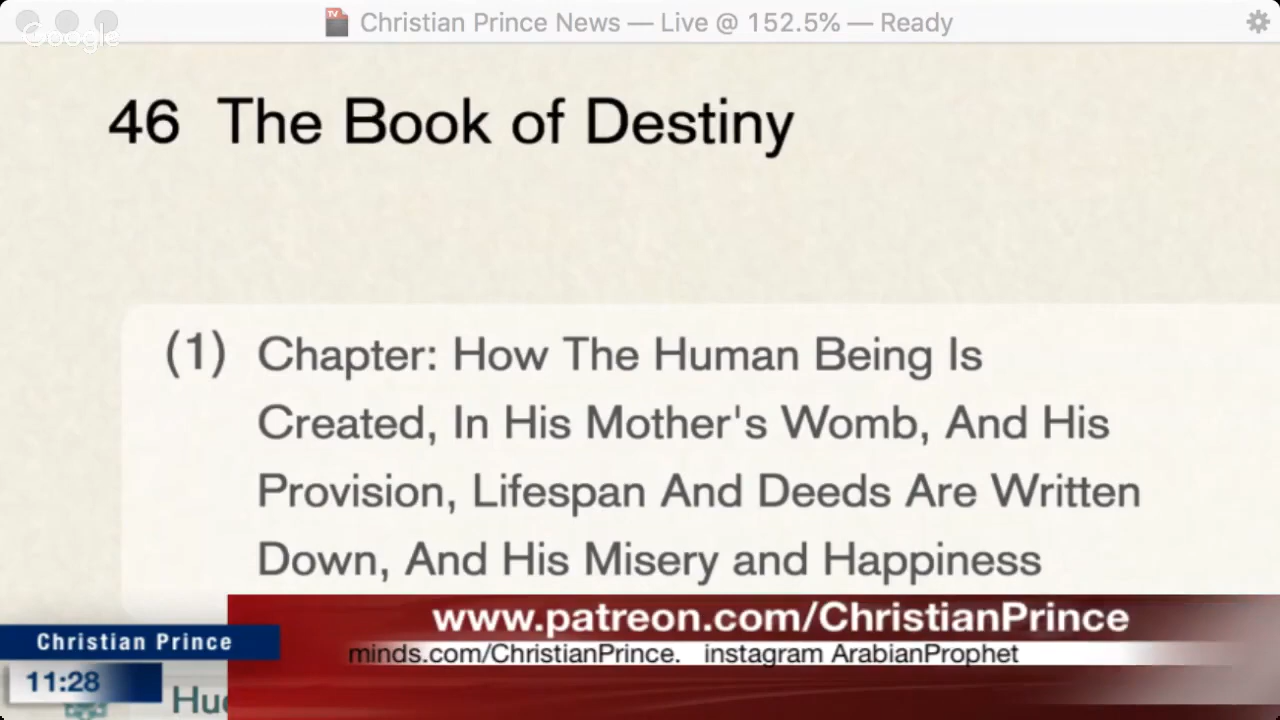 Christian Prince News — Live @ 152.5% — Ready
Google
46 The Book of Destiny
(1) Chapter: How The Human Being Is
Created, In His Mother's Womb, And His
Provision, Lifespan And Deeds Are Written
Down, And His Misery and Happiness
www.patreon.com/ChristianPrince
Christian Prince
minds.com/ChristianPrince. instagram ArabianProphet
11:28